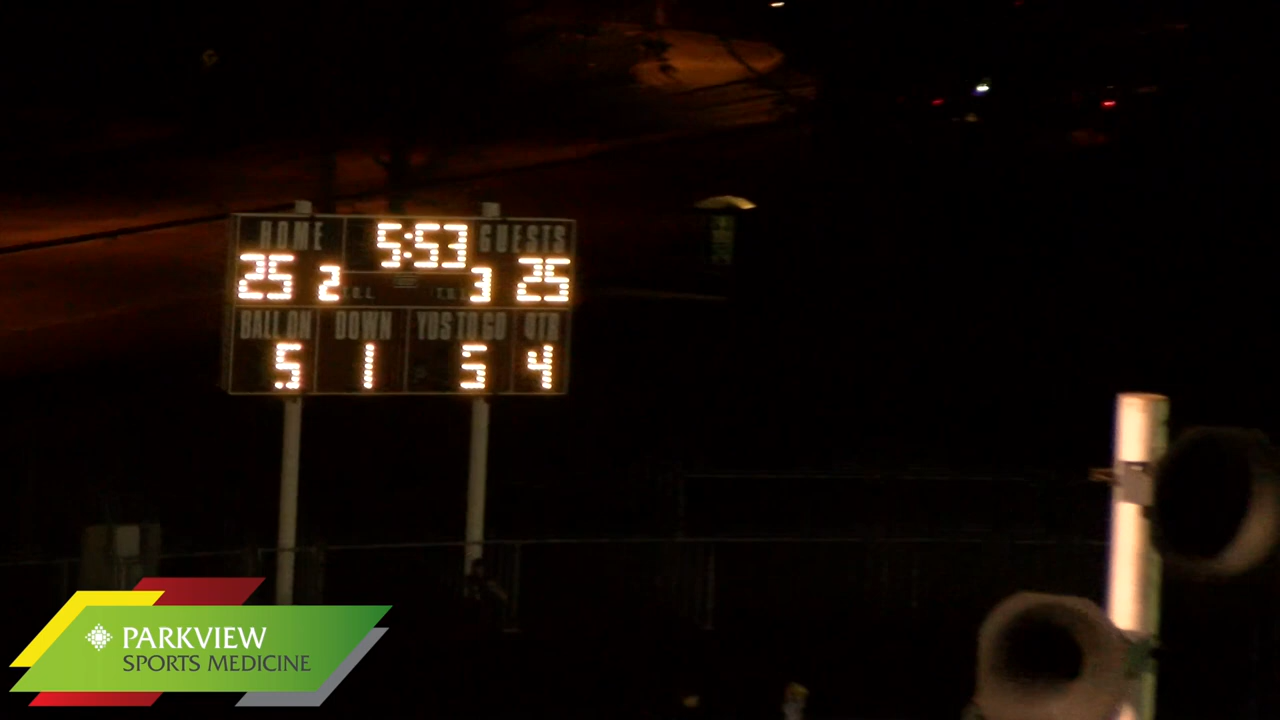 HOME 5:53 GUESTS
25 2 T.O.L. T.O.L. 3 25
BALL ON DOWN YDS TO GO QTR
5 1 5 4
PARKVIEW
SPORTS MEDICINE